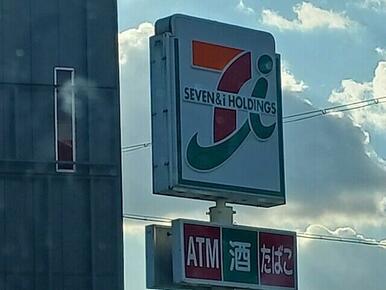 SEVEN&i HOLDINGS
ATM 酒 たばこ